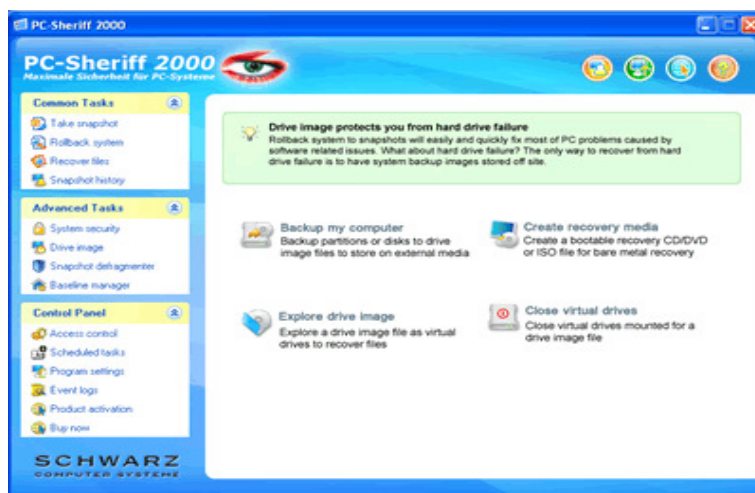 PC-Sheriff 2000
PC-Sheriff 2000
Maximale Sicherheit für PC-Systeme
Common Tasks
Take snapshot
Rollback system
Recover files
Snapshot history
Advanced Tasks
System security
Drive image
Snapshot defragmenter
Baseline manager
Control Panel
Access control
Scheduled tasks
Program settings
Event logs
Product activation
Buy now
SCHWARZ
COMPUTER SYSTEME
Drive image protects you from hard drive failure
Rollback system to snapshots will easily and quickly fix most of PC problems caused by
software related issues. What about hard drive failure? The only way to recover from hard
drive failure is to have system backup images stored off site.
Backup my computer
Backup partitions or disks to drive
image files to store on external media
Create recovery media
Create a bootable recovery CD/DVD
or ISO file for bare metal recovery
Explore drive image
Explore a drive image file as virtual
drives to recover files
Close virtual drives
Close virtual drives mounted for a
drive image file